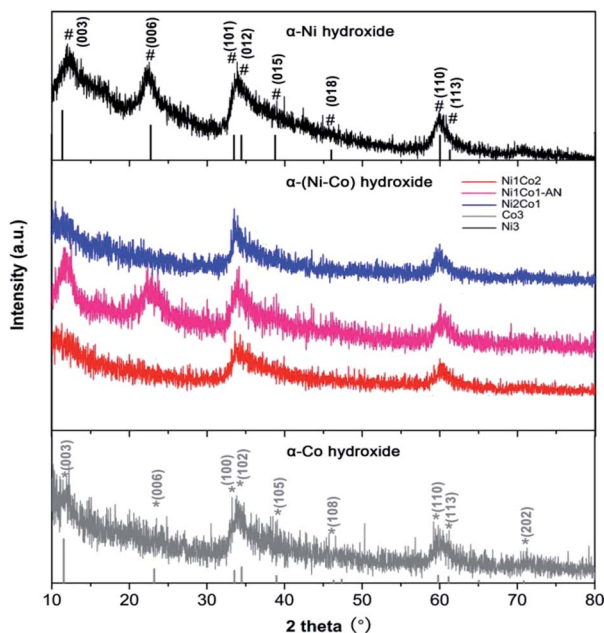 α-Ni hydroxide
# (003)
# (006)
# (101)
# (012)
# (015)
# (018)
# (110)
# (113)
α-(Ni-Co) hydroxide
Ni1Co2
Ni1Co1-AN
Ni2Co1
Co3
Ni3
Intensity (a.u.)
α-Co hydroxide
*(003)
*(006)
*(100)
*(102)
*(105)
*(108)
*(110)
*(113)
*(202)
10 20 30 40 50 60 70 80
2 theta (°)